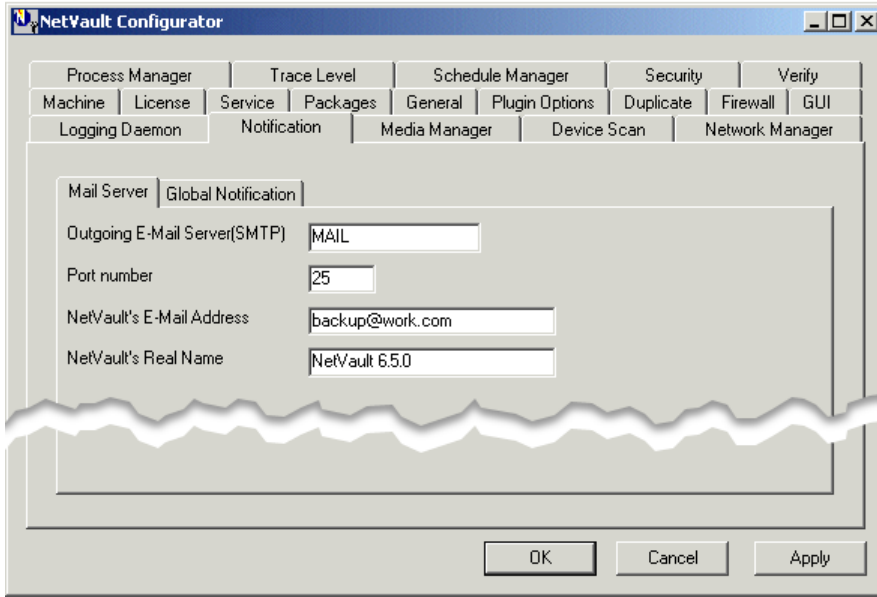 NetVault Configurator
Process Manager Trace Level Schedule Manager Security Verify
Machine License Service Packages General Plugin Options Duplicate Firewall GUI
Logging Daemon Notification Media Manager Device Scan Network Manager
Mail Server Global Notification
Outgoing E-Mail Server(SMTP) MAIL
Port number 25
NetVault's E-Mail Address backup@work.com
NetVault's Real Name NetVault 6.5.0
OK Cancel Apply